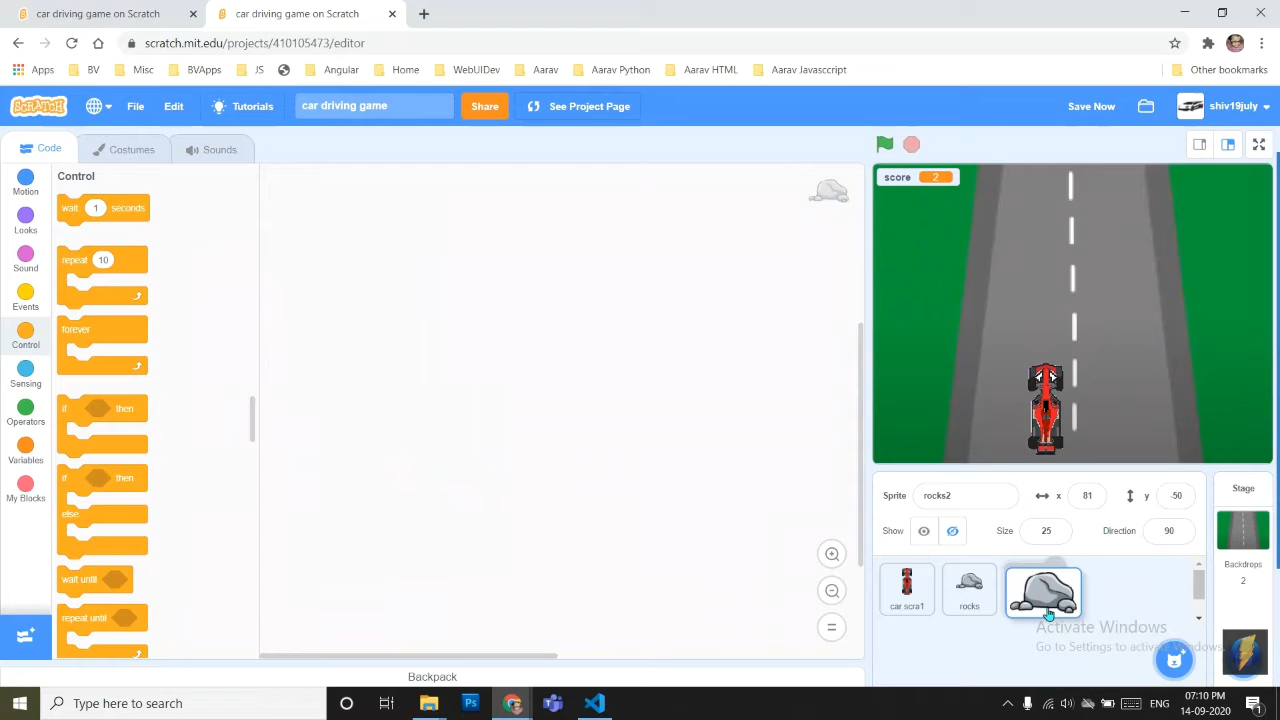 car driving game on Scratch
car driving game on Scratch
scratch.mit.edu/projects/410105473/editor
Apps BV Misc BVApps JS Angular Home WebUIDev Aarav Aarav Python Aarav HTML Aarav Javasccript Other bookmarks
SCRATCH File Edit Tutorials car driving game Share See Project Page Save Now shiv19july
Code Costumes Sounds
Motion
Looks
Sound
Events
Control
Sensing
Operators
Variables
My Blocks
Control
wait 1 seconds
repeat 10
forever
if then
if then
else
wait until
repeat until
score 2
Sprite rocks2 x 81 y -50
Show Size 25 Direction 90
car scra1 rocks
Stage
Backdrops
2
Activate Windows
Go to Settings to activate Windows.
Backpack
Type here to search
Ps
ENG
07:10 PM
14-09-2020
1